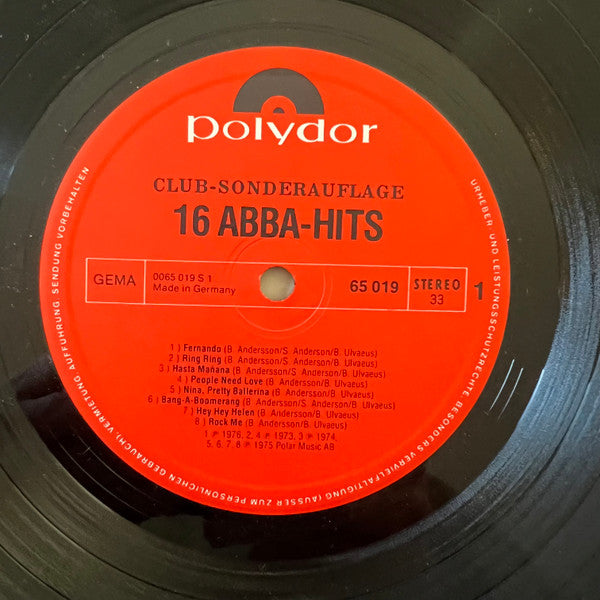 polydor
CLUB-SONDERAUFLAGE
16 ABBA-HITS
GEMA
0065 019 S 1
Made in Germany
65 019
STEREO
33
1
1) Fernando (B. Andersson/S. Anderson/B. Ulvaeus)
2) Ring Ring (B. Andersson/S. Anderson/B. Ulvaeus)
3) Hasta Mañana (B. Andersson/S. Anderson/B. Ulvaeus)
4) People Need Love (B. Andersson/B. Ulvaeus)
5) Nina, Pretty Ballerina (B. Andersson/B. Ulvaeus)
6) Bang-A-Boomerang (B. Andersson/S. Anderson/B. Ulvaeus)
7) Hey Hey Helen (B. Andersson/B. Ulvaeus)
8) Rock Me (B. Andersson/B. Ulvaeus)
1 ℗ 1976, 2, 4 ℗ 1973, 3 ℗ 1974,
5, 6, 7, 8 ℗ 1975 Polar Music AB
URHEBER- UND LEISTUNGSSCHUTZRECHTE BESONDERS VERVIELFÄLTIGUNG (AUSSER ZUM PERSÖNLICHEN GEBRAUCH) VERMIETUNG AUFFÜHRUNG, SENDUNG VORBEHALTEN